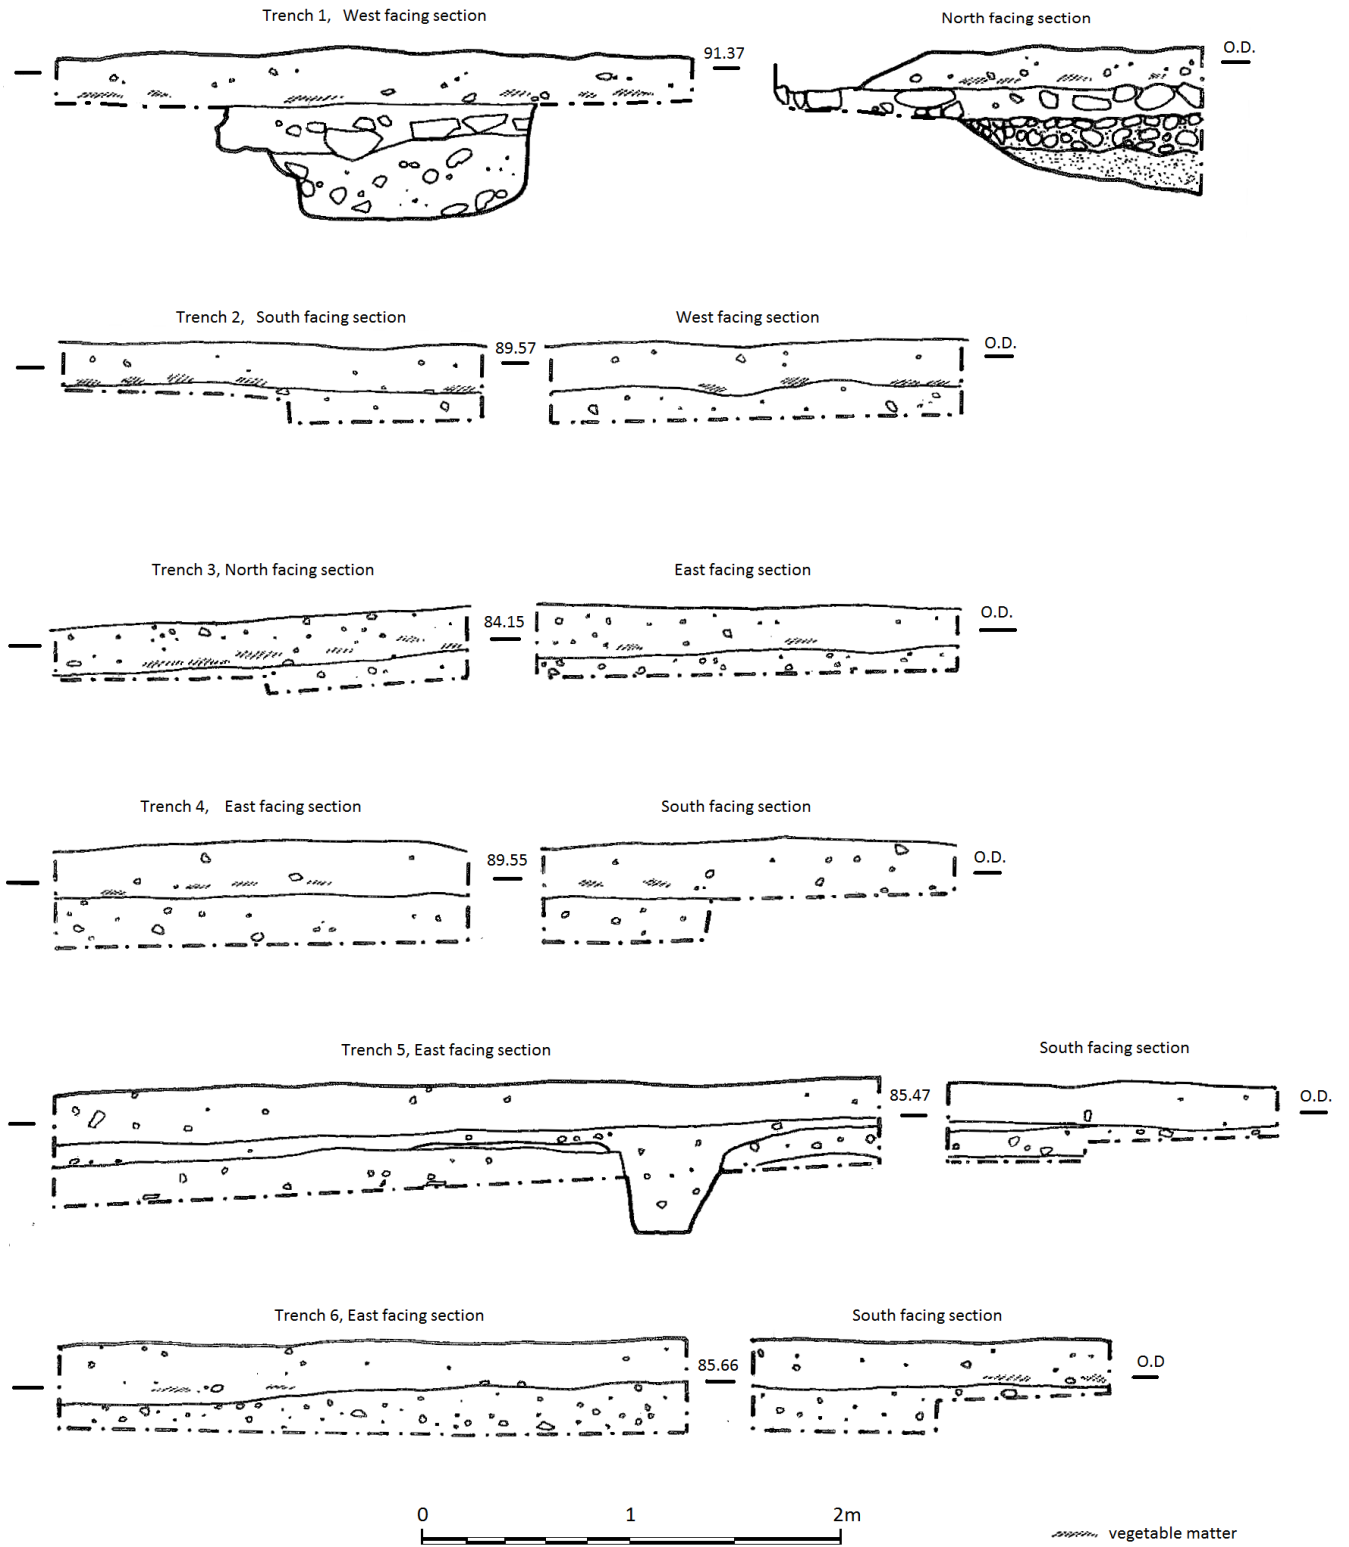 Trench 1, West facing section
North facing section
91.37
O.D.
Trench 2, South facing section
West facing section
89.57
O.D.
Trench 3, North facing section
East facing section
84.15
O.D.
Trench 4, East facing section
South facing section
89.55
O.D.
Trench 5, East facing section
South facing section
85.47
O.D.
Trench 6, East facing section
South facing section
85.66
O.D
0 1 2m
vegetable matter